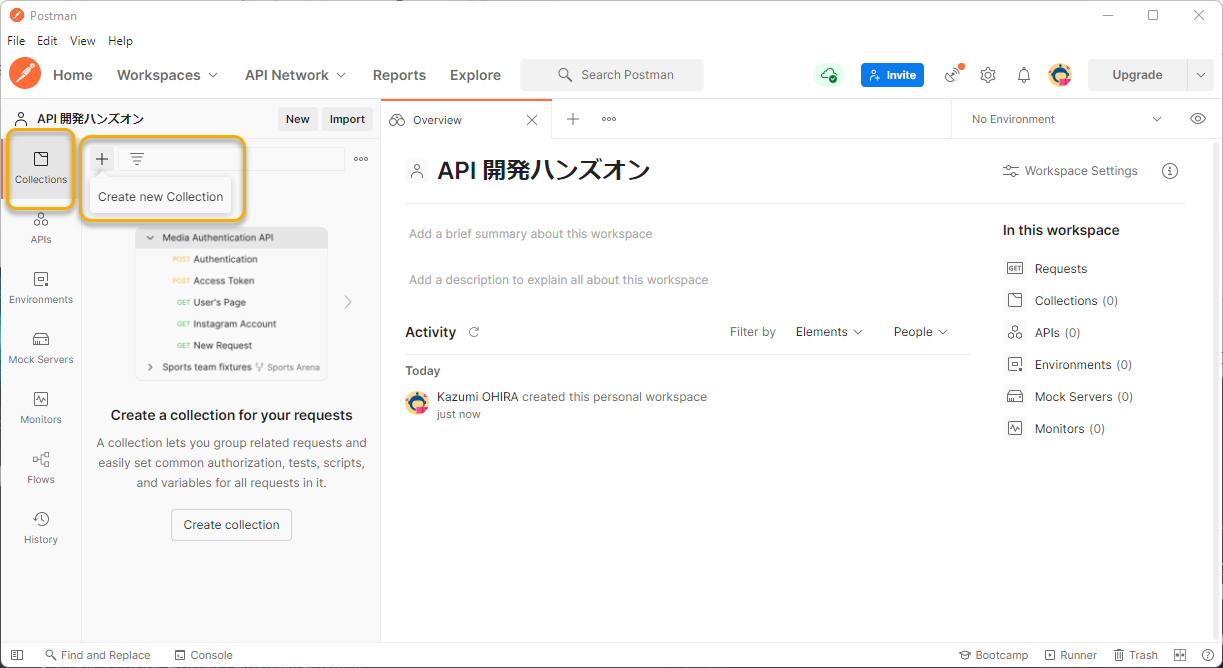 Postman
File Edit View Help
Home Workspaces API Network Reports Explore Search Postman Invite Upgrade
API 開発ハンズオン New Import
Overview
No Environment
Collections
APIs
Environments
Mock Servers
Monitors
Flows
History
Create new Collection
Media Authentication API
POST Authentication
POST Access Token
GET User's Page
GET Instagram Account
GET New Request
Sports team fixtures Sports Arena
Create a collection for your requests
A collection lets you group related requests and
easily set common authorization, tests, scripts,
and variables for all requests in it.
Create collection
API 開発ハンズオン
Workspace Settings
Add a brief summary about this workspace
Add a description to explain all about this workspace
Activity Filter by Elements People
Today
Kazumi OHIRA created this personal workspace
just now
In this workspace
GET Requests
Collections (0)
APIs (0)
Environments (0)
Mock Servers (0)
Monitors (0)
Find and Replace Console Bootcamp Runner Trash